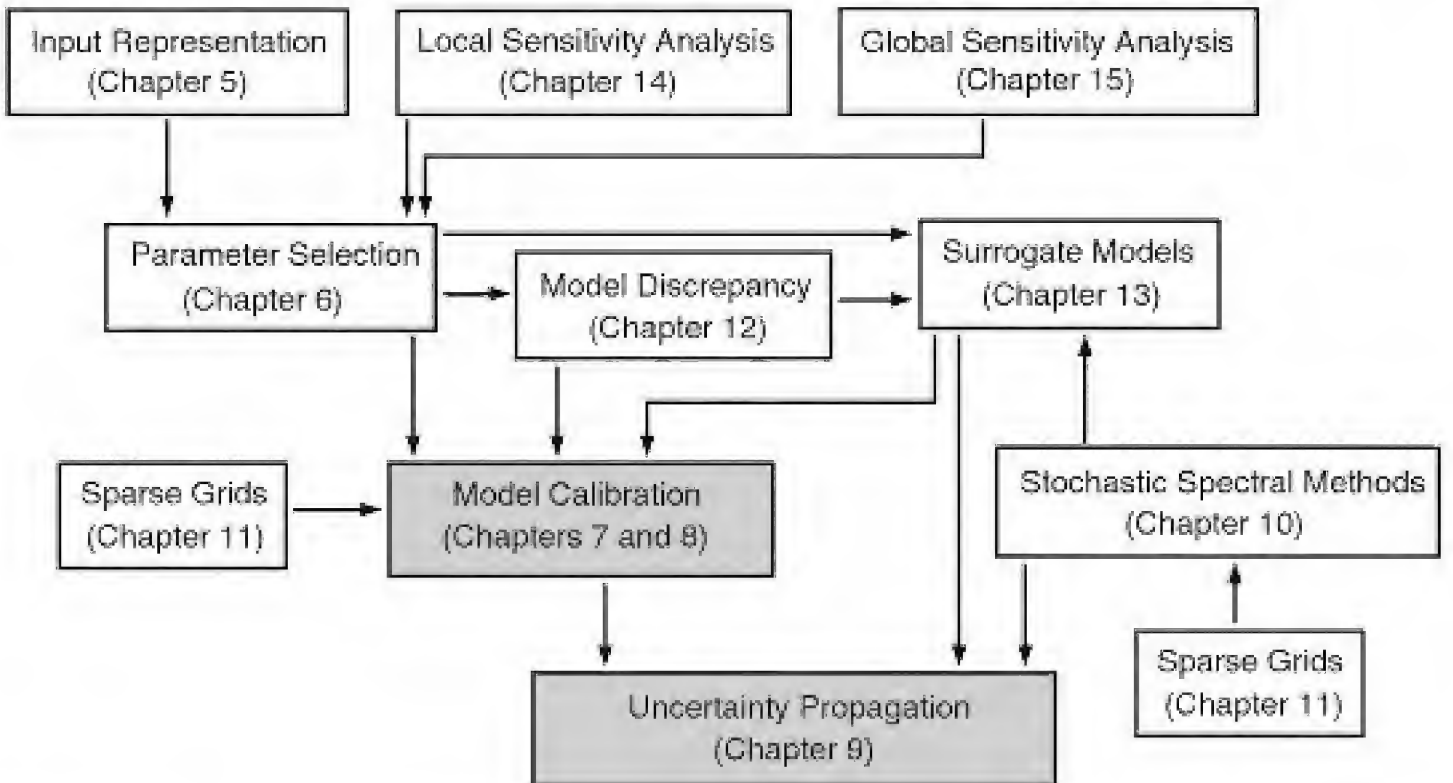 Input Representation
(Chapter 5)
Local Sensitivity Analysis
(Chapter 14)
Global Sensitivity Analysis
(Chapter 15)
Parameter Selection
(Chapter 6)
Model Discrepancy
(Chapter 12)
Surrogate Models
(Chapter 13)
Sparse Grids
(Chapter 11)
Model Calibration
(Chapters 7 and 8)
Stochastic Spectral Methods
(Chapter 10)
Uncertainty Propagation
(Chapter 9)
Sparse Grids
(Chapter 11)